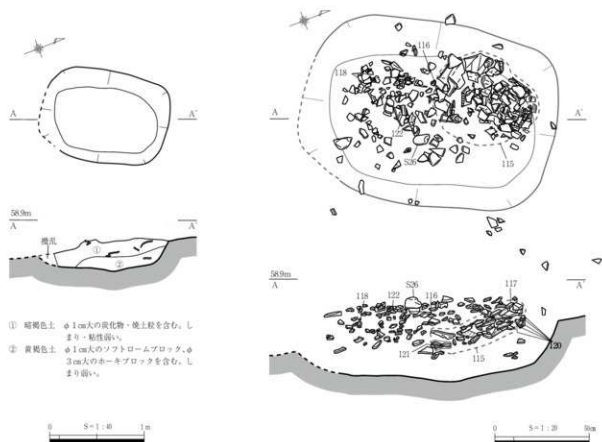 A
A'
58.9m
A
A'
攪乱
①
②
① 暗褐色土 φ1㎝大の炭化物・焼土粒を含む。し
まり・粘性弱い。
② 黄褐色土 φ1㎝大のソフトロームブロック、φ
3㎝大のホーキブロックを含む。し
まり弱い。
0 S=1:40 1m
116
118
A
A'
122
S26
115
58.9m
A
A'
S26
117
118
122
116
121
115
120
0 S=1:20 50㎝